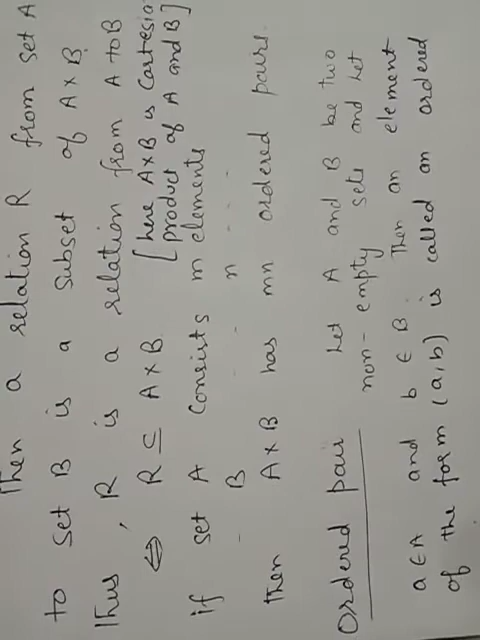 Then a relation R from set A
to set B is a subset of A×B.
Thus, R is a relation from A to B
⇔ R ⊆ A×B. [here A×B is Cartesia
product of A and B]
if set A consists m elements
- B - - n - - -
then A×B has mn ordered pairs.
Ordered pair Let A and B be two
non-empty sets and let
a∈A and b∈B. Then an element
of the form (a,b) is called an ordered